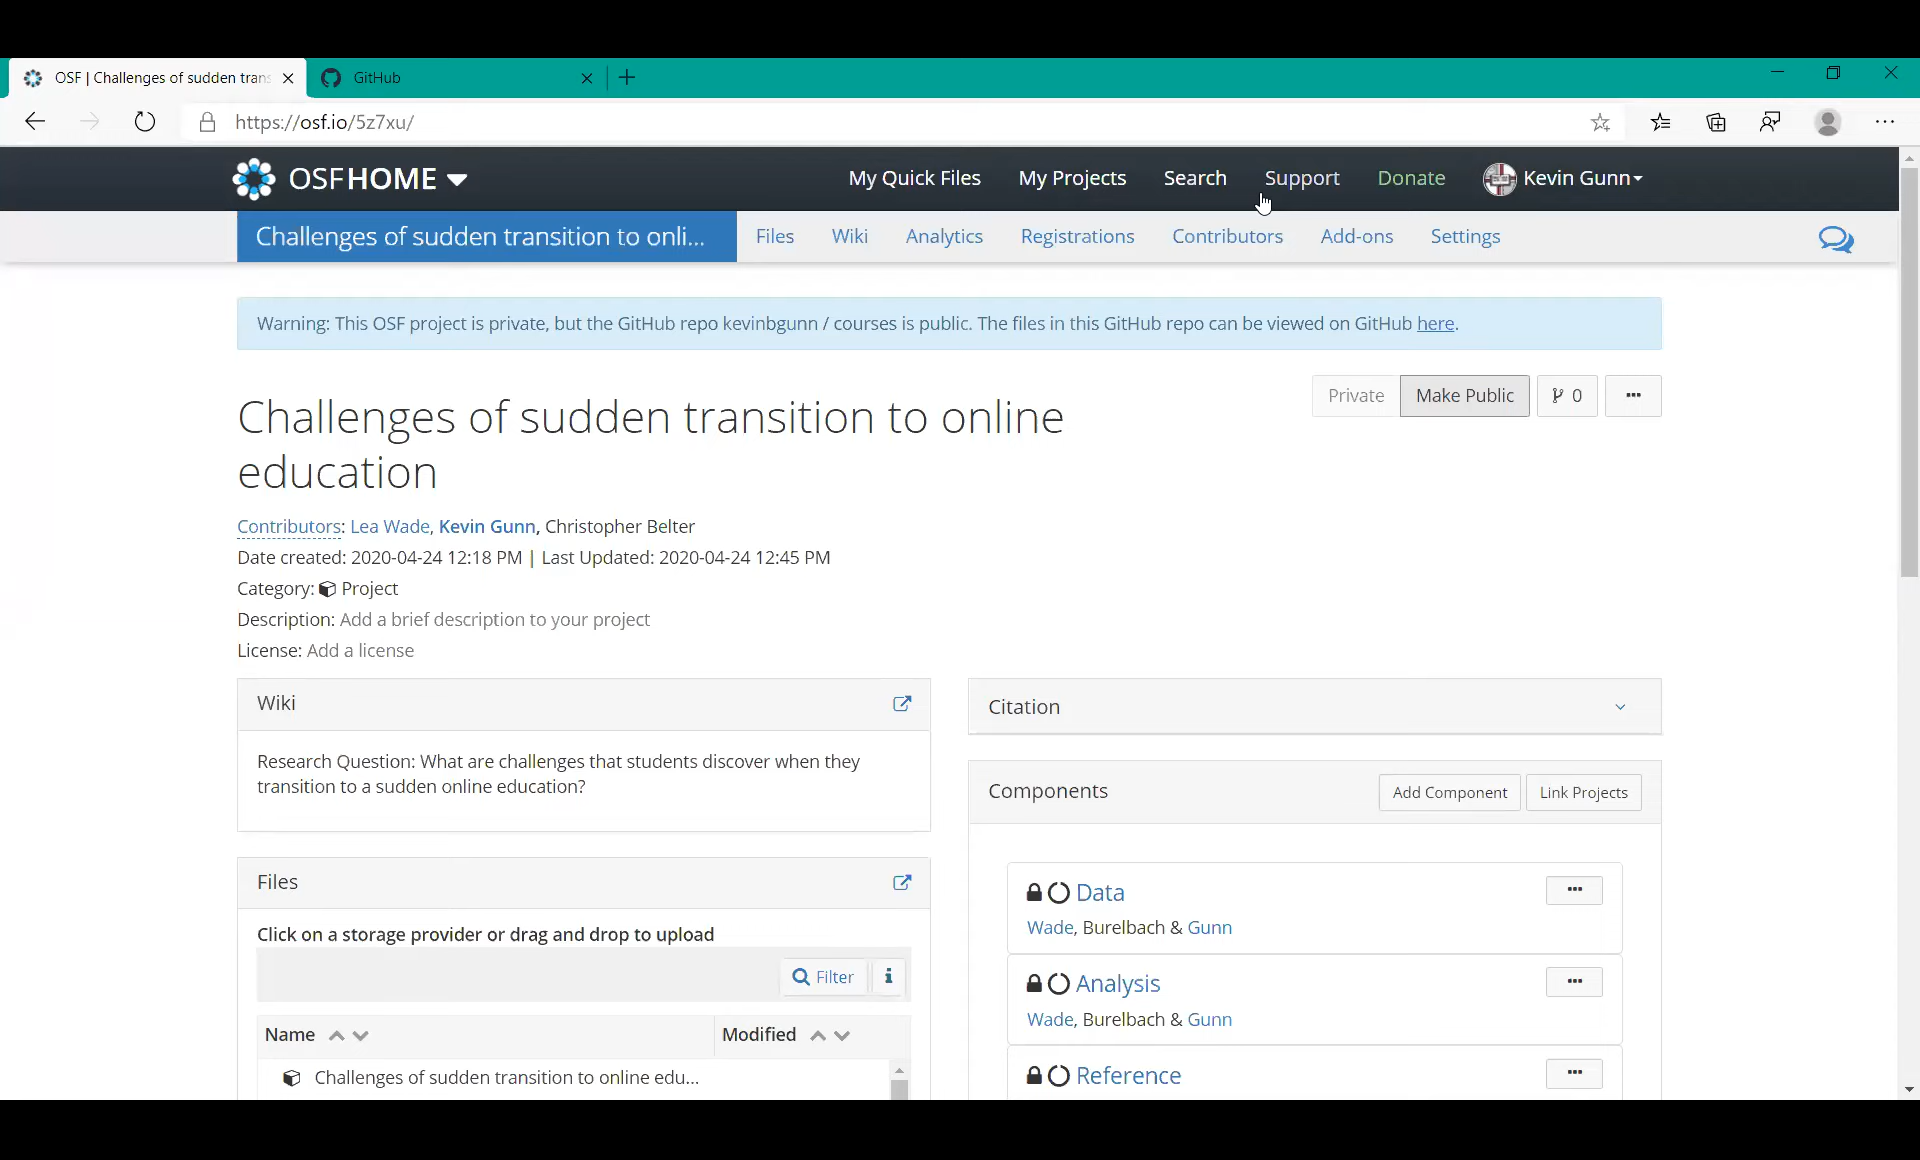 OSF | Challenges of sudden trans
GitHub
https://osf.io/5z7xu/
OSFHOME
My Quick Files
My Projects
Search
Support
Donate
Kevin Gunn
Challenges of sudden transition to onli...
Files
Wiki
Analytics
Registrations
Contributors
Add-ons
Settings
Warning: This OSF project is private, but the GitHub repo kevinbgunn / courses is public. The files in this GitHub repo can be viewed on GitHub here.
Private
Make Public
0
Challenges of sudden transition to online
education
Contributors: Lea Wade, Kevin Gunn, Christopher Belter
Date created: 2020-04-24 12:18 PM | Last Updated: 2020-04-24 12:45 PM
Category: Project
Description: Add a brief description to your project
License: Add a license
Wiki
Research Question: What are challenges that students discover when they
transition to a sudden online education?
Files
Click on a storage provider or drag and drop to upload
Filter
i
Name
Modified
Challenges of sudden transition to online edu...
Citation
Components
Add Component
Link Projects
Data
Wade, Burelbach & Gunn
Analysis
Wade, Burelbach & Gunn
Reference